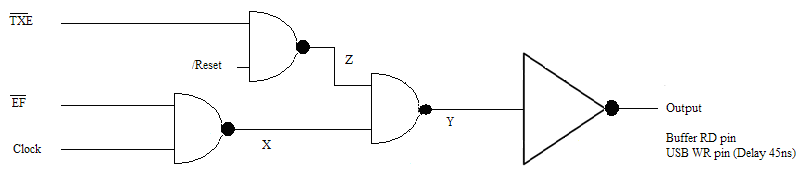 TXE
/Reset
Z
EF
Clock
X
Y
Output
Buffer RD pin
USB WR pin (Delay 45ns)